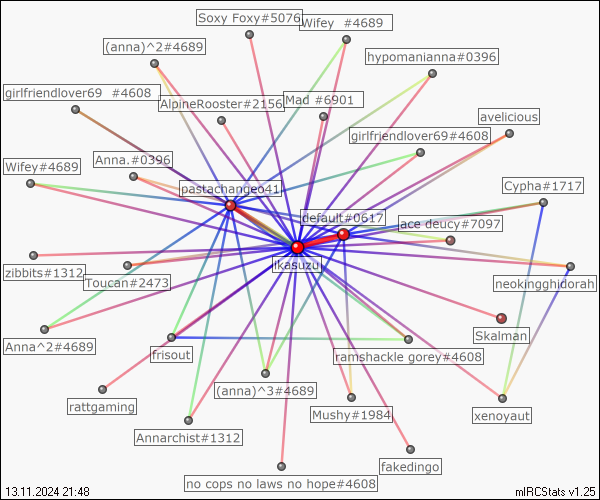 Soxy Foxy#5076
Wifey  #4689
(anna)^2#4689
hypomanianna#0396
girlfriendlover69  #4608
AlpineRooster#2156
Mad #6901
avelicious
girlfriendlover69#4608
Wifey#4689
Anna.#0396
pastachangeo41
Cypha#1717
default#0617
ace deucy#7097
ikasuzu
zibbits#1312
Toucan#2473
neokingghidorah
Skalman
Anna^2#4689
frisout
ramshackle gorey#4608
(anna)^3#4689
rattgaming
Mushy#1984
xenoyaut
Annarchist#1312
fakedingo
no cops no laws no hope#4608
13.11.2024 21:48
mIRCStats v1.25